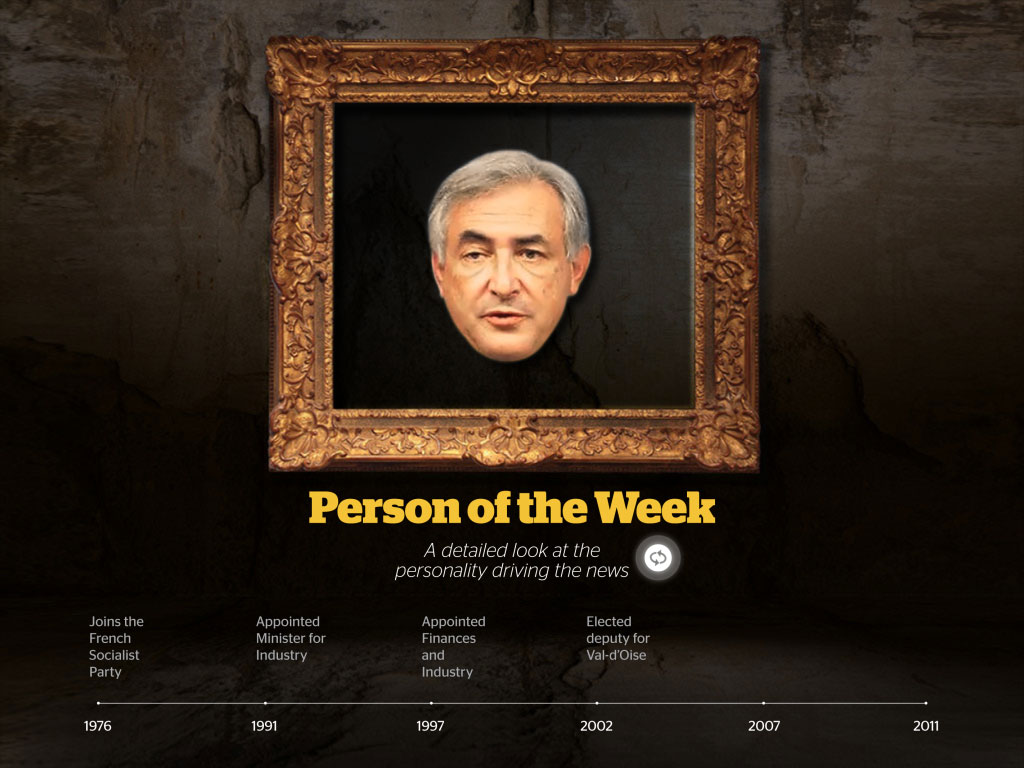 Person of the Week
A detailed look at the
personality driving the news
Joins the
French
Socialist
Party
Appointed
Minister for
Industry
Appointed
Finances
and
Industry
Elected
deputy for
Val-d'Oise
1976
1991
1997
2002
2007
2011